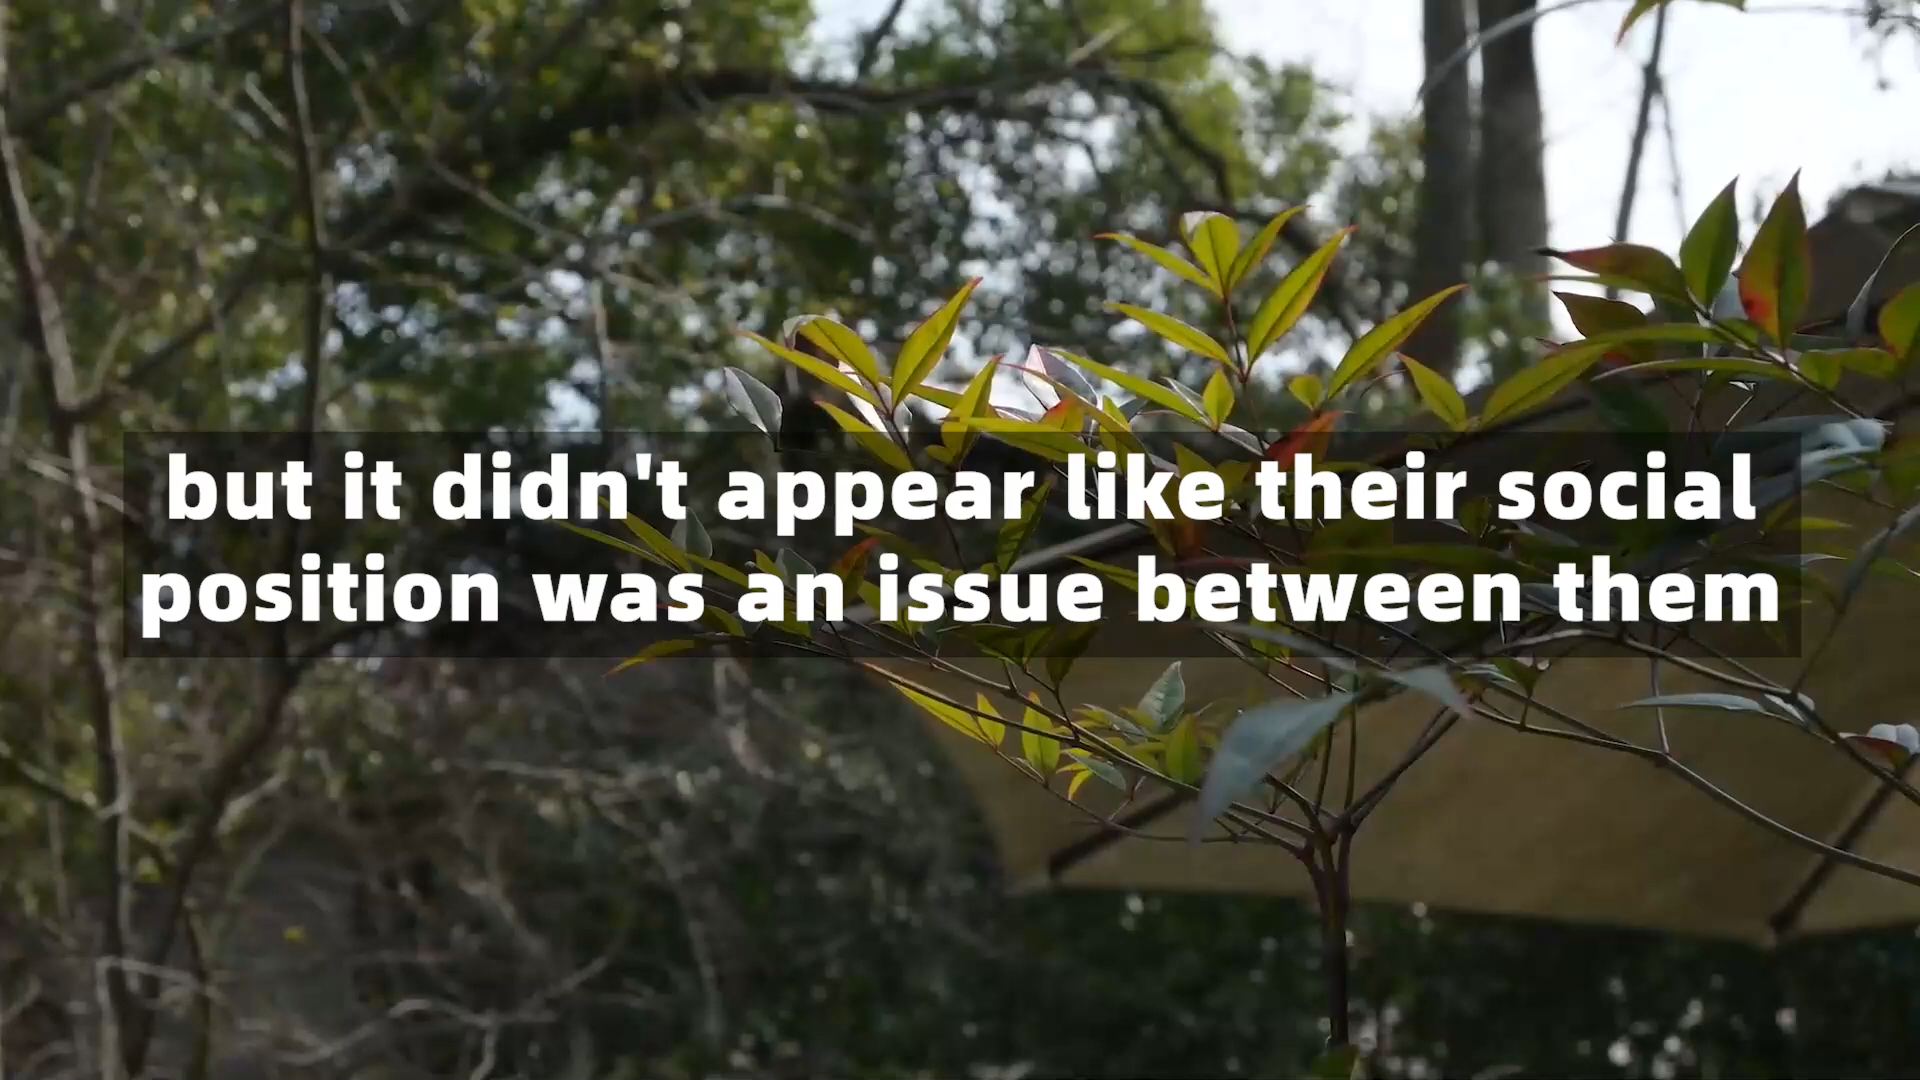 but it didn't appear like their social
position was an issue between them